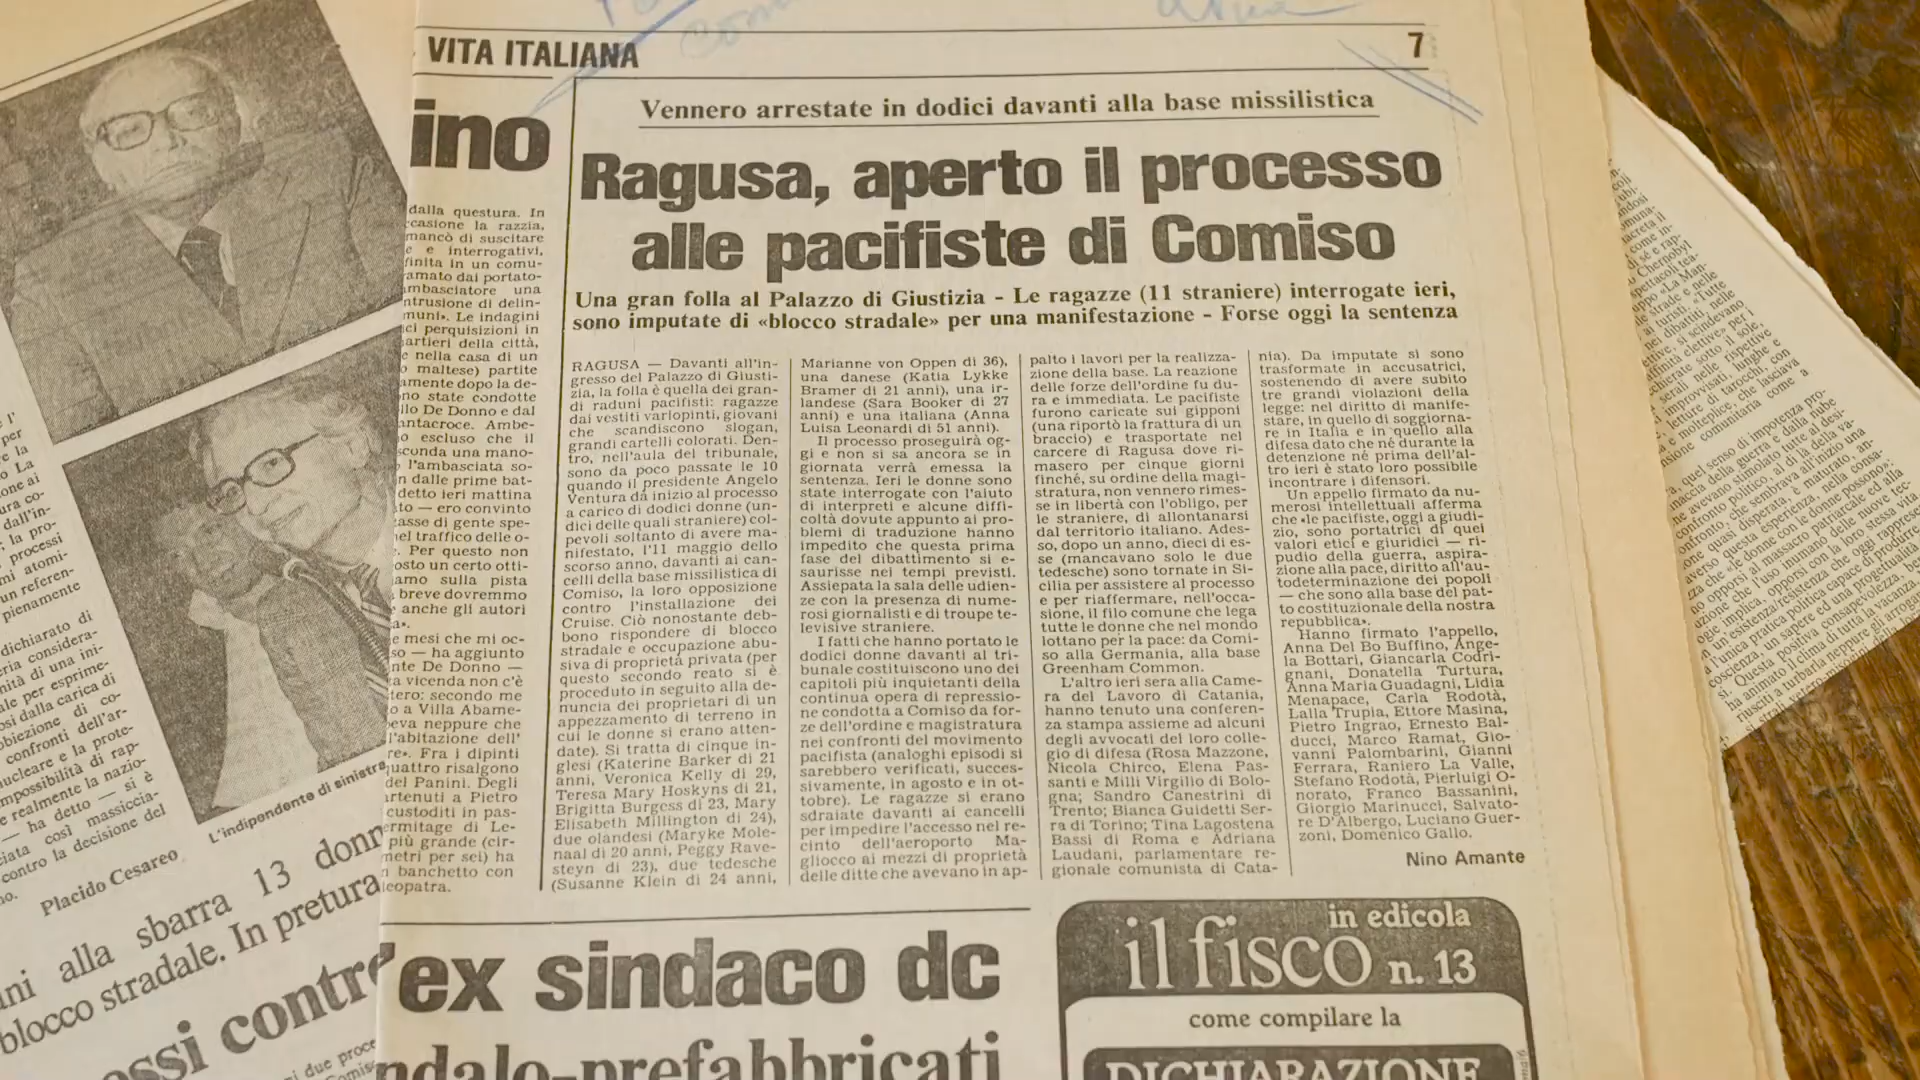 VITA ITALIANA
7
Vennero arrestate in dodici davanti alla base missilistica
Ragusa, aperto il processo
alle pacifiste di Comiso
Una gran folla al Palazzo di Giustizia - Le ragazze (11 straniere) interrogate ieri,
sono imputate di «blocco stradale» per una manifestazione - Forse oggi la sentenza
RAGUSA — Davanti all'in-
gresso del Palazzo di Giusti-
zia, la folla è quella dei gran-
di raduni pacifisti: ragazze
dai vestiti variopinti, giovani
che scandiscono slogan,
grandi cartelli colorati. Den-
tro, nell'aula del tribunale,
sono da poco passate le 10
quando il presidente Angelo
Ventura dà inizio al processo
a carico di dodici donne (un-
dici delle quali straniere) col-
pevoli soltanto di avere ma-
nifestato, l'11 maggio dello
scorso anno, davanti ai can-
celli della base missilistica di
Comiso, la loro opposizione
contro l'installazione dei
Cruise. Ciò nonostante deb-
bono rispondere di blocco
stradale e occupazione abu-
siva di proprietà privata (per
questo secondo reato si è
proceduto in seguito alla de-
nuncia dei proprietari di un
appezzamento di terreno in
cui le donne si erano atten-
date). Si tratta di cinque in-
glesi (Katerine Barker di 21
anni, Veronica Kelly di 29,
Teresa Mary Hoskyns di 21,
Brigitta Burgess di 23, Mary
Elisabeth Millington di 24),
due olandesi (Maryke Mole-
naal di 20 anni, Peggy Rave-
steyn di 23), due tedesche
(Susanne Klein di 24 anni,
Marianne von Oppen di 36),
una danese (Katia Lykke
Bramer di 21 anni), una ir-
landese (Sara Booker di 27
anni) e una italiana (Anna
Luisa Leonardi di 51 anni).
Il processo proseguirà og-
gi e non si sa ancora se in
giornata verrà emessa la
sentenza. Ieri le donne sono
state interrogate con l'aiuto
di interpreti e alcune diffi-
coltà dovute appunto ai pro-
blemi di traduzione hanno
impedito che questa prima
fase del dibattimento si e-
saurisse nei tempi previsti.
Assiepata la sala delle udien-
ze con la presenza di nume-
rosi giornalisti e di troupe te-
levisive straniere.
I fatti che hanno portato le
dodici donne davanti al tri-
bunale costituiscono uno dei
capitoli più inquietanti della
continua opera di repressio-
ne condotta a Comiso da for-
ze dell'ordine e magistratura
nei confronti del movimento
pacifista (analoghi episodi si
sarebbero verificati, succes-
sivamente, in agosto e in ot-
tobre). Le ragazze si erano
sdraiate davanti ai cancelli
per impedire l'accesso nel re-
cinto dell'aeroporto Ma-
gliocco ai mezzi di proprietà
delle ditte che avevano in ap-
palto i lavori per la realizza-
zione della base. La reazione
delle forze dell'ordine fu du-
ra e immediata. Le pacifiste
furono caricate sui gipponi
(una riportò la frattura di un
braccio) e trasportate nel
carcere di Ragusa dove ri-
masero per cinque giorni
finché, su ordine della magi-
stratura, non vennero rimes-
se in libertà con l'obbligo, per
le straniere, di allontanarsi
dal territorio italiano. Ades-
so, dopo un anno, dieci di es-
se (mancavano solo le due
tedesche) sono tornate in Si-
cilia per assistere al processo
e per riaffermare, nell'occa-
sione, il filo comune che lega
tutte le donne che nel mondo
lottano per la pace: da Comi-
so alla Germania, alla base
Greenham Common.
L'altro ieri sera alla Came-
ra del Lavoro di Catania,
hanno tenuto una conferen-
za stampa assieme ad alcuni
degli avvocati del loro colle-
gio di difesa (Rosa Mazzone,
Nicola Chirco, Elena Pas-
santi e Milli Virgilio di Bolo-
gna; Sandro Canestrini di
Trento; Bianca Guidetti Ser-
ra di Torino; Tina Lagostena
Bassi di Roma e Adriana
Laudani, parlamentare re-
gionale comunista di Cata-
nia). Da imputate si sono
trasformate in accusatrici,
sostenendo di avere subito
tre grandi violazioni della
legge: nel diritto di manife-
stare, in quello di soggiorna-
re in Italia e in quello alla
difesa dato che né durante la
detenzione né prima dell'al-
tro ieri è stato loro possibile
incontrare i difensori.
Un appello firmato da nu-
merosi intellettuali afferma
che «le pacifiste, oggi a giudi-
zio, sono portatrici di quei
valori etici e giuridici — ri-
pudio della guerra, aspira-
zione alla pace, diritto all'au-
todeterminazione dei popoli
— che sono alla base del pat-
to costituzionale della nostra
repubblica».
Hanno firmato l'appello,
Anna Del Bo Buffino, Ange-
la Bottari, Giancarla Codri-
gnani, Donatella Turtura,
Anna Maria Guadagni, Lidia
Menapace, Carla Rodotà,
Lalla Trupia, Ettore Masina,
Pietro Ingrao, Ernesto Bal-
ducci, Marco Ramat, Gio-
vanni Palombarini, Gianni
Ferrara, Raniero La Valle,
Stefano Rodotà, Pierluigi O-
norato, Franco Bassanini,
Giorgio Marinucci, Salvato-
re D'Albergo, Luciano Guer-
zoni, Domenico Gallo.
Nino Amante
ino
dalla questura. In
casione la razzia,
mancò di suscitare
e interrogativi,
finita in un comu-
amato dai portato-
mbasciatore una
ntrusione di delin-
muni». Le indagini
ci perquisizioni in
artieri della città,
e nella casa di un
maltese) partite
amente dopo la de-
no state condotte
llo De Donno e dal
antacroce. Ambe-
o escluso che il
sconda una mano-
l'ambasciata so-
n dalle prime bat-
detto ieri mattina
to — ero convinto
tasse di gente spe-
nel traffico delle o-
. Per questo non
osto un certo otti-
iamo sulla pista
breve dovremmo
anche gli autori
e mesi che mi oc-
so — ha aggiunto
nte De Donno —
a vicenda non c'è
tero: secondo me
o a Villa Abame-
eva neppure che
l'abitazione dell'
re». Fra i dipinti
quattro risalgono
del Panini. Degli
rtenuti a Pietro
custoditi in pas-
ermitage di Le-
più grande (cir-
metri per sei) ha
n banchetto con
leopatra.
L'indipendente di sinistra
Placido Cesareo
ni alla sbarra 13 donn
blocco stradale. In pretura
ssi contro
'ex sindaco dc
ndalo-prefabbricati
in edicola
il fisco n. 13
come compilare la
DICHIARAZIONE